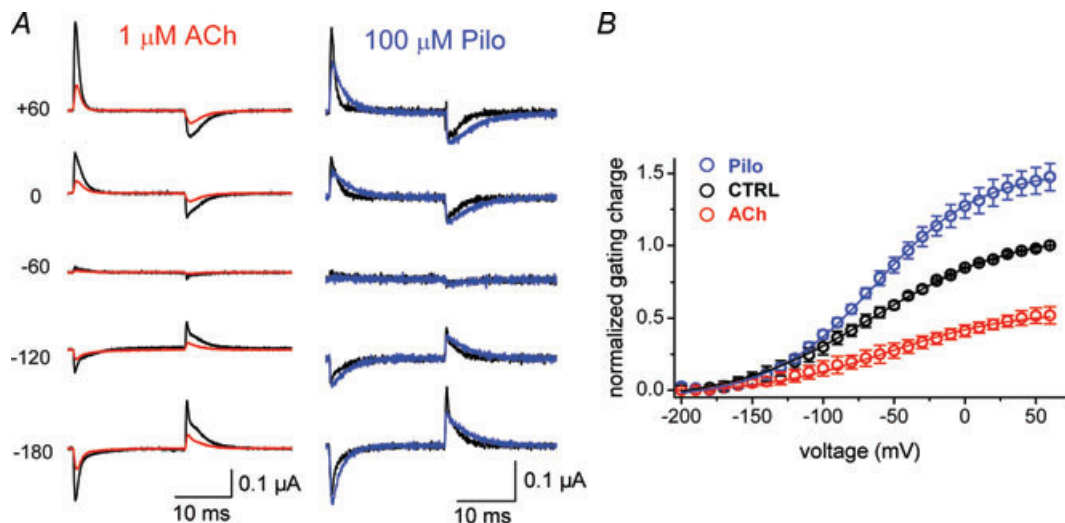 A
1 µM ACh
100 µM Pilo
+60
0
-60
-120
-180
0.1 µA
10 ms
0.1 µA
10 ms
B
Pilo
CTRL
ACh
normalized gating charge
1.5
1.0
0.5
0.0
-200 -150 -100 -50 0 50
voltage (mV)